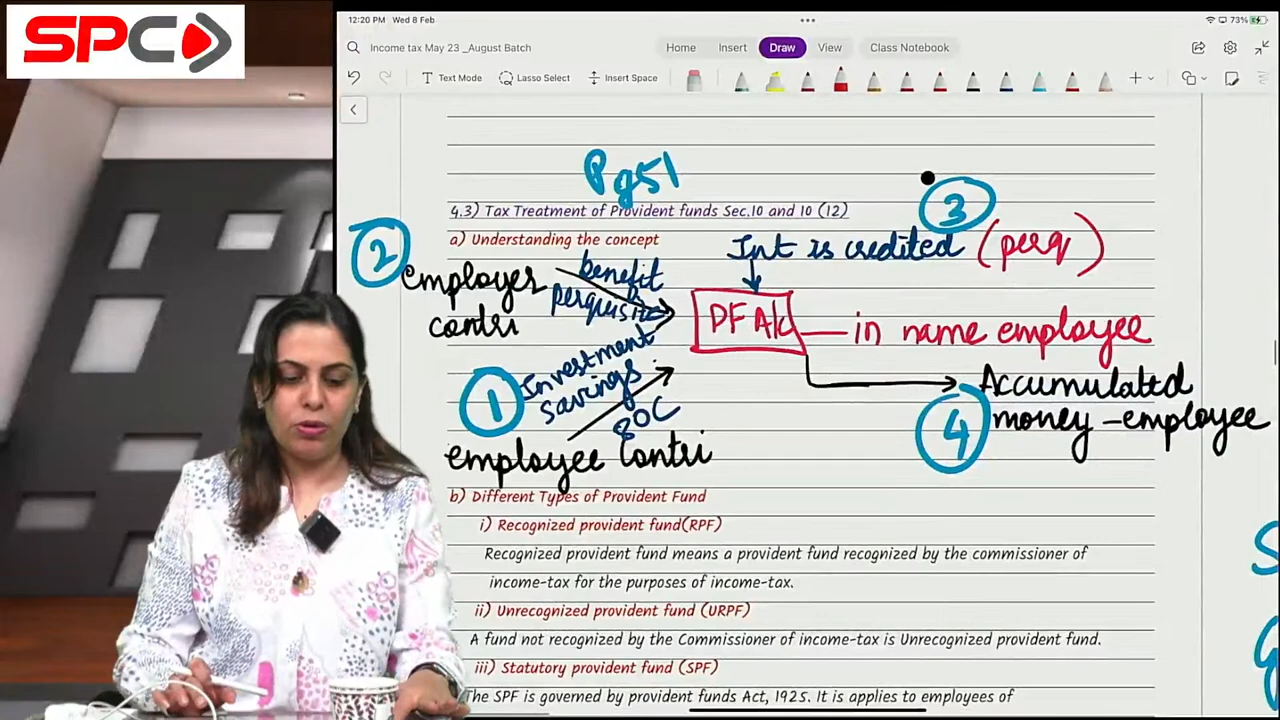 SPC
12:20 PM Wed 8 Feb
73%
Income tax May 23 _August Batch
Home Insert Draw View Class Notebook
Text Mode Lasso Select Insert Space
Pg51
4.3) Tax Treatment of Provident funds Sec.10 and 10 (12)
3
a) Understanding the concept
Int is credited (perq)
2
employer
contri
benefit
perquisite
PF A/c
in name employee
1
Investment
savings
80C
employee contri
Accumulated
money - employee
4
b) Different Types of Provident Fund
i) Recognized provident fund(RPF)
Recognized provident fund means a provident fund recognized by the commissioner of
income-tax for the purposes of income-tax.
ii) Unrecognized provident fund (URPF)
A fund not recognized by the Commissioner of income-tax is Unrecognized provident fund.
iii) Statutory provident fund (SPF)
The SPF is governed by provident funds Act, 1925. It is applies to employees of